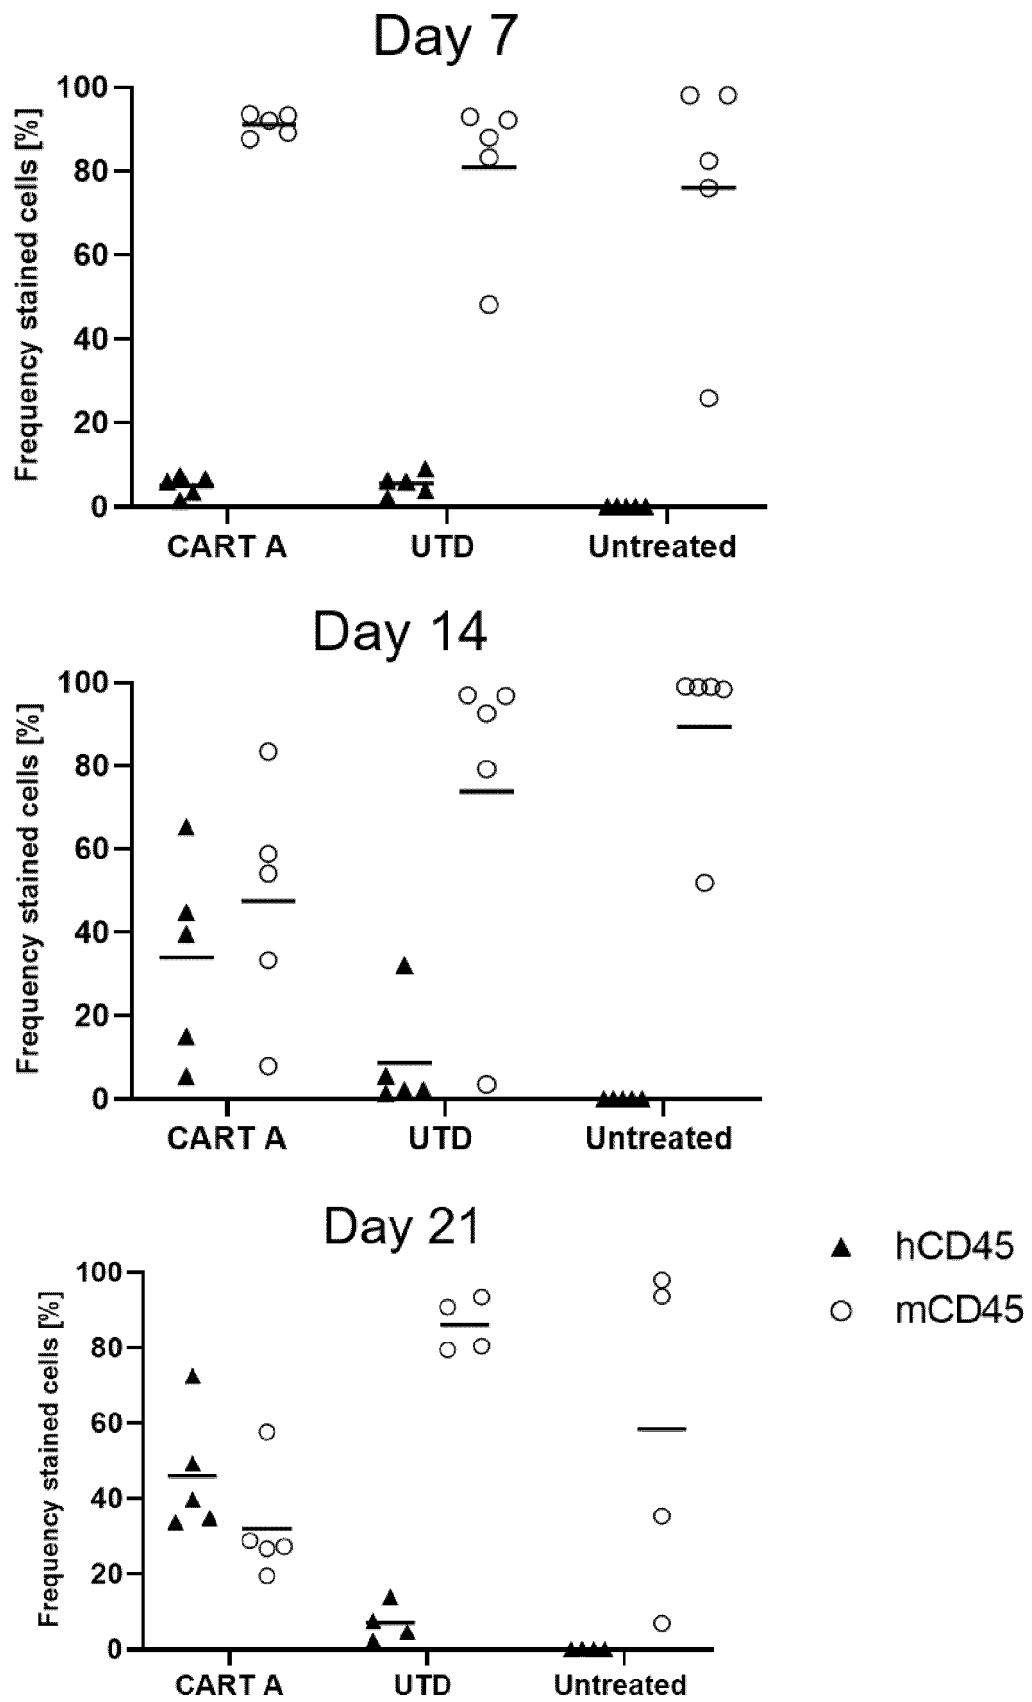 Day 7
Frequency stained cells [%]
100
80
60
40
20
0
CART A UTD Untreated
Day 14
Frequency stained cells [%]
100
80
60
40
20
0
CART A UTD Untreated
Day 21
Frequency stained cells [%]
100
80
60
40
20
0
CART A UTD Untreated
hCD45
mCD45